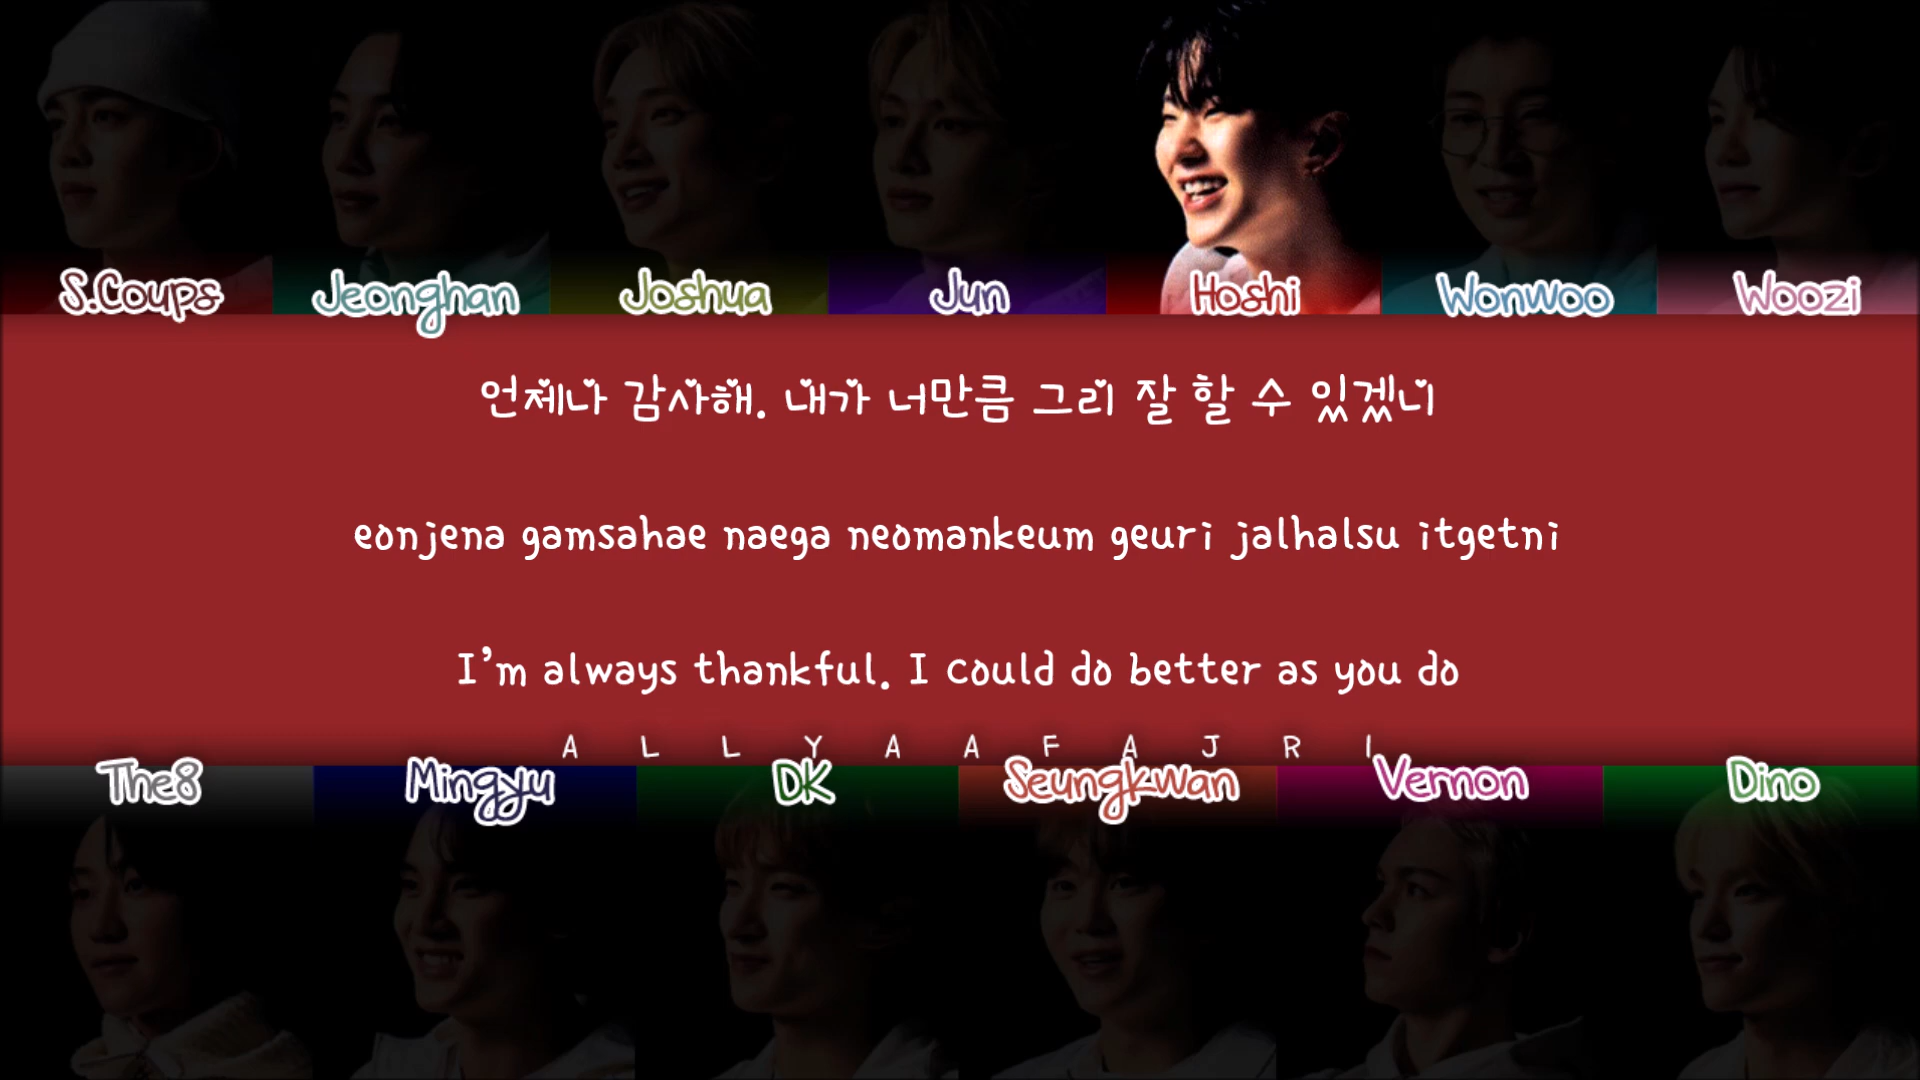 S.Coups Jeonghan Joshua Jun Hoshi Wonwoo Woozi
언제나 감사해. 내가 너만큼 그리 잘 할 수 있겠니
eonjena gamsahae naega neomankeum geuri jalhalsu itgetni
I'm always thankful. I could do better as you do
A L L Y A A F A J R I
The8 Mingyu DK Seungkwan Vernon Dino